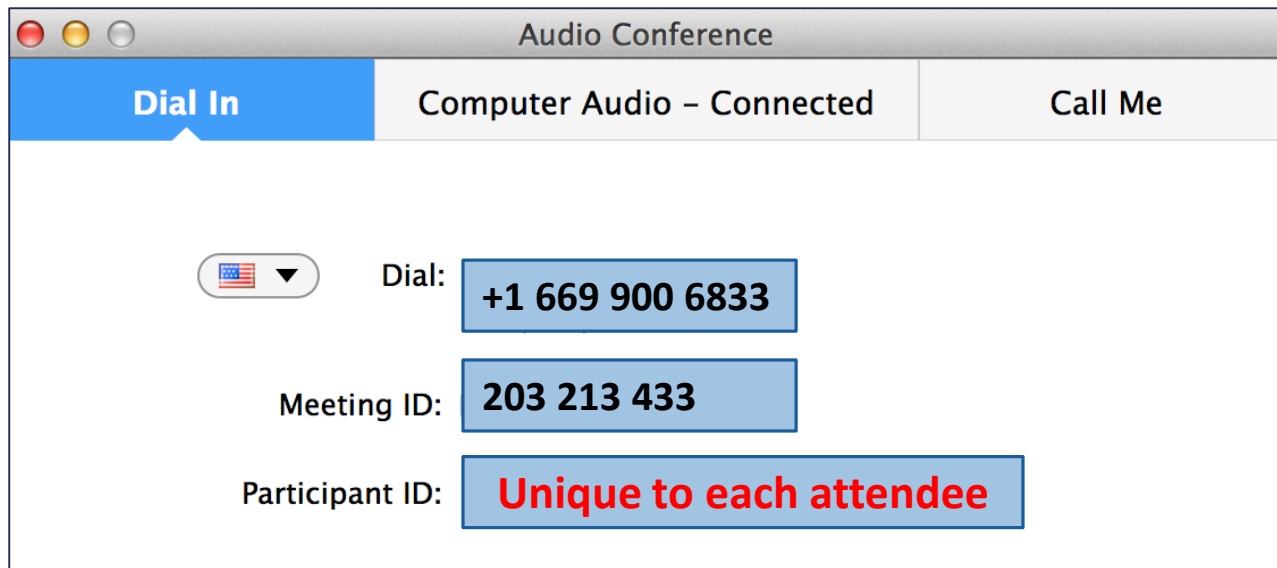 Audio Conference
Dial In
Computer Audio – Connected
Call Me
Dial: +1 669 900 6833
Meeting ID: 203 213 433
Participant ID: Unique to each attendee